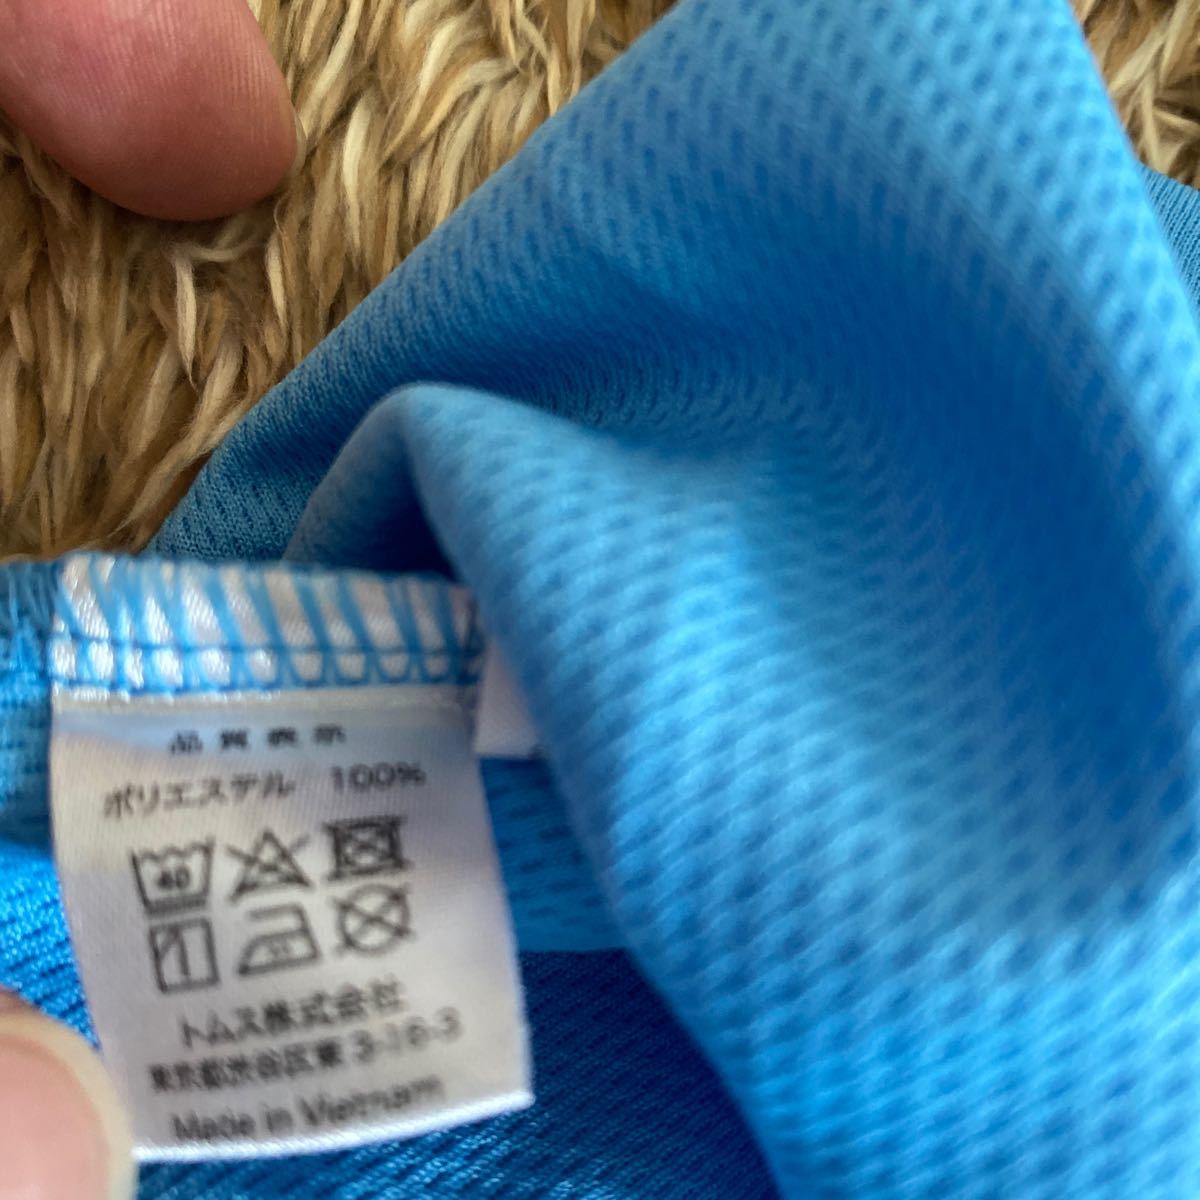 品質表示
ポリエステル 100%
40
トムス株式会社
東京都渋谷区東3-16-3
Made in Vietnam